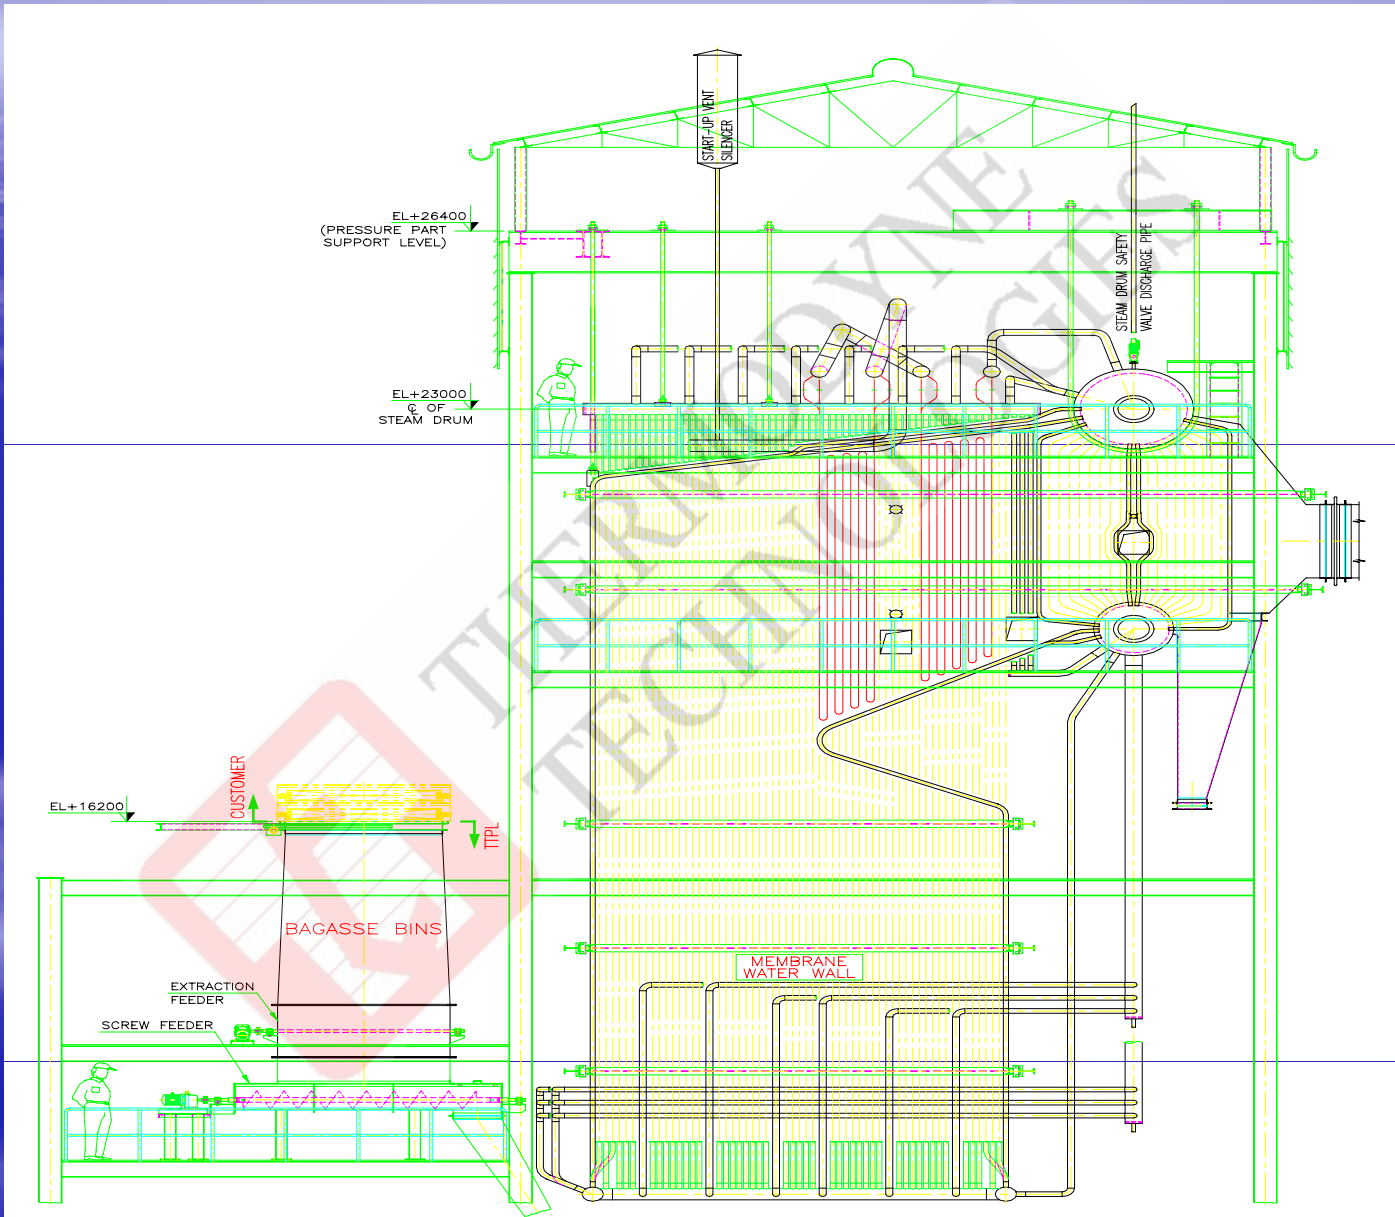 START-UP VENT
SILENCER
EL+26400
(PRESSURE PART
SUPPORT LEVEL)
STEAM DRUM SAFETY
VALVE DISCHARGE PIPE
EL+23000
℄ OF
STEAM DRUM
THERMODYNE
TECHNOLOGIES
CUSTOMER
EL+16200
TTPL
BAGASSE BINS
MEMBRANE
WATER WALL
EXTRACTION
FEEDER
SCREW FEEDER